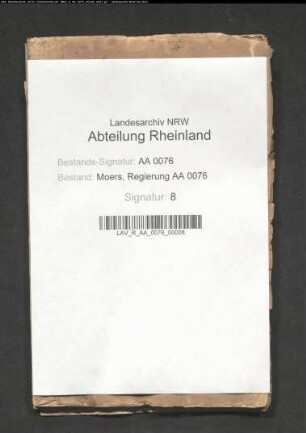 Landesarchiv NRW
Abteilung Rheinland
Bestands-Signatur: AA 0076
Bestand: Moers, Regierung AA 0076
Signatur: 8
LAV_R_AA_0076_00008